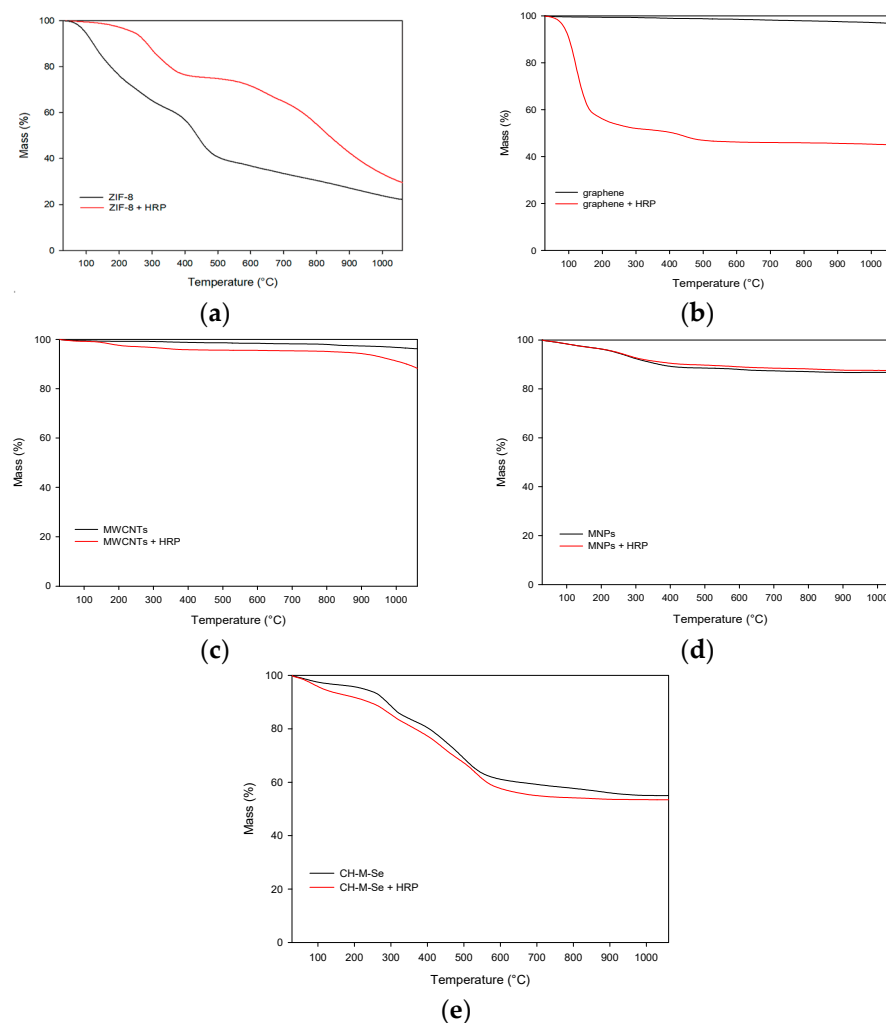 100
80
60
40
20
0
Mass (%)
ZIF-8
ZIF-8 + HRP
100 200 300 400 500 600 700 800 900 1000
Temperature (°C)
(a)
100
80
60
40
20
0
Mass (%)
graphene
graphene + HRP
100 200 300 400 500 600 700 800 900 1000
Temperature (°C)
(b)
100
80
60
40
20
0
Mass (%)
MWCNTs
MWCNTs + HRP
100 200 300 400 500 600 700 800 900 1000
Temperature (°C)
(c)
100
80
60
40
20
0
Mass (%)
MNPs
MNPs + HRP
100 200 300 400 500 600 700 800 900 1000
Temperature (°C)
(d)
100
80
60
40
20
0
Mass (%)
CH-M-Se
CH-M-Se + HRP
100 200 300 400 500 600 700 800 900 1000
Temperature (°C)
(e)